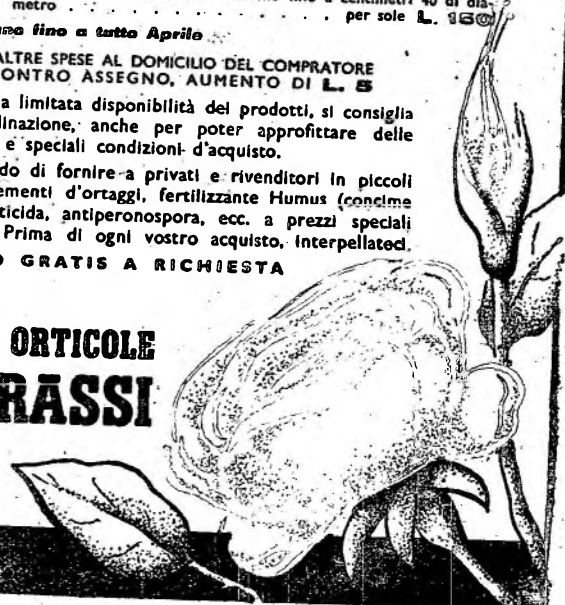 metro . . . . . . . . . . . . per sole L. 150
fino a tutto Aprile
ALTRE SPESE AL DOMICILIO DEL COMPRATORE
CONTRO ASSEGNO, AUMENTO DI L. 5
a limitata disponibilità dei prodotti, si consiglia
dinazione, anche per poter approfittare delle
e speciali condizioni d'acquisto.
do di fornire a privati e rivenditori in piccoli
ementi d'ortaggi, fertilizzante Humus (concime
ticida, antiperonospora, ecc. a prezzi speciali
Prima di ogni vostro acquisto, interpellateci.
O GRATIS A RICHIESTA
ORTICOLE
RASSI